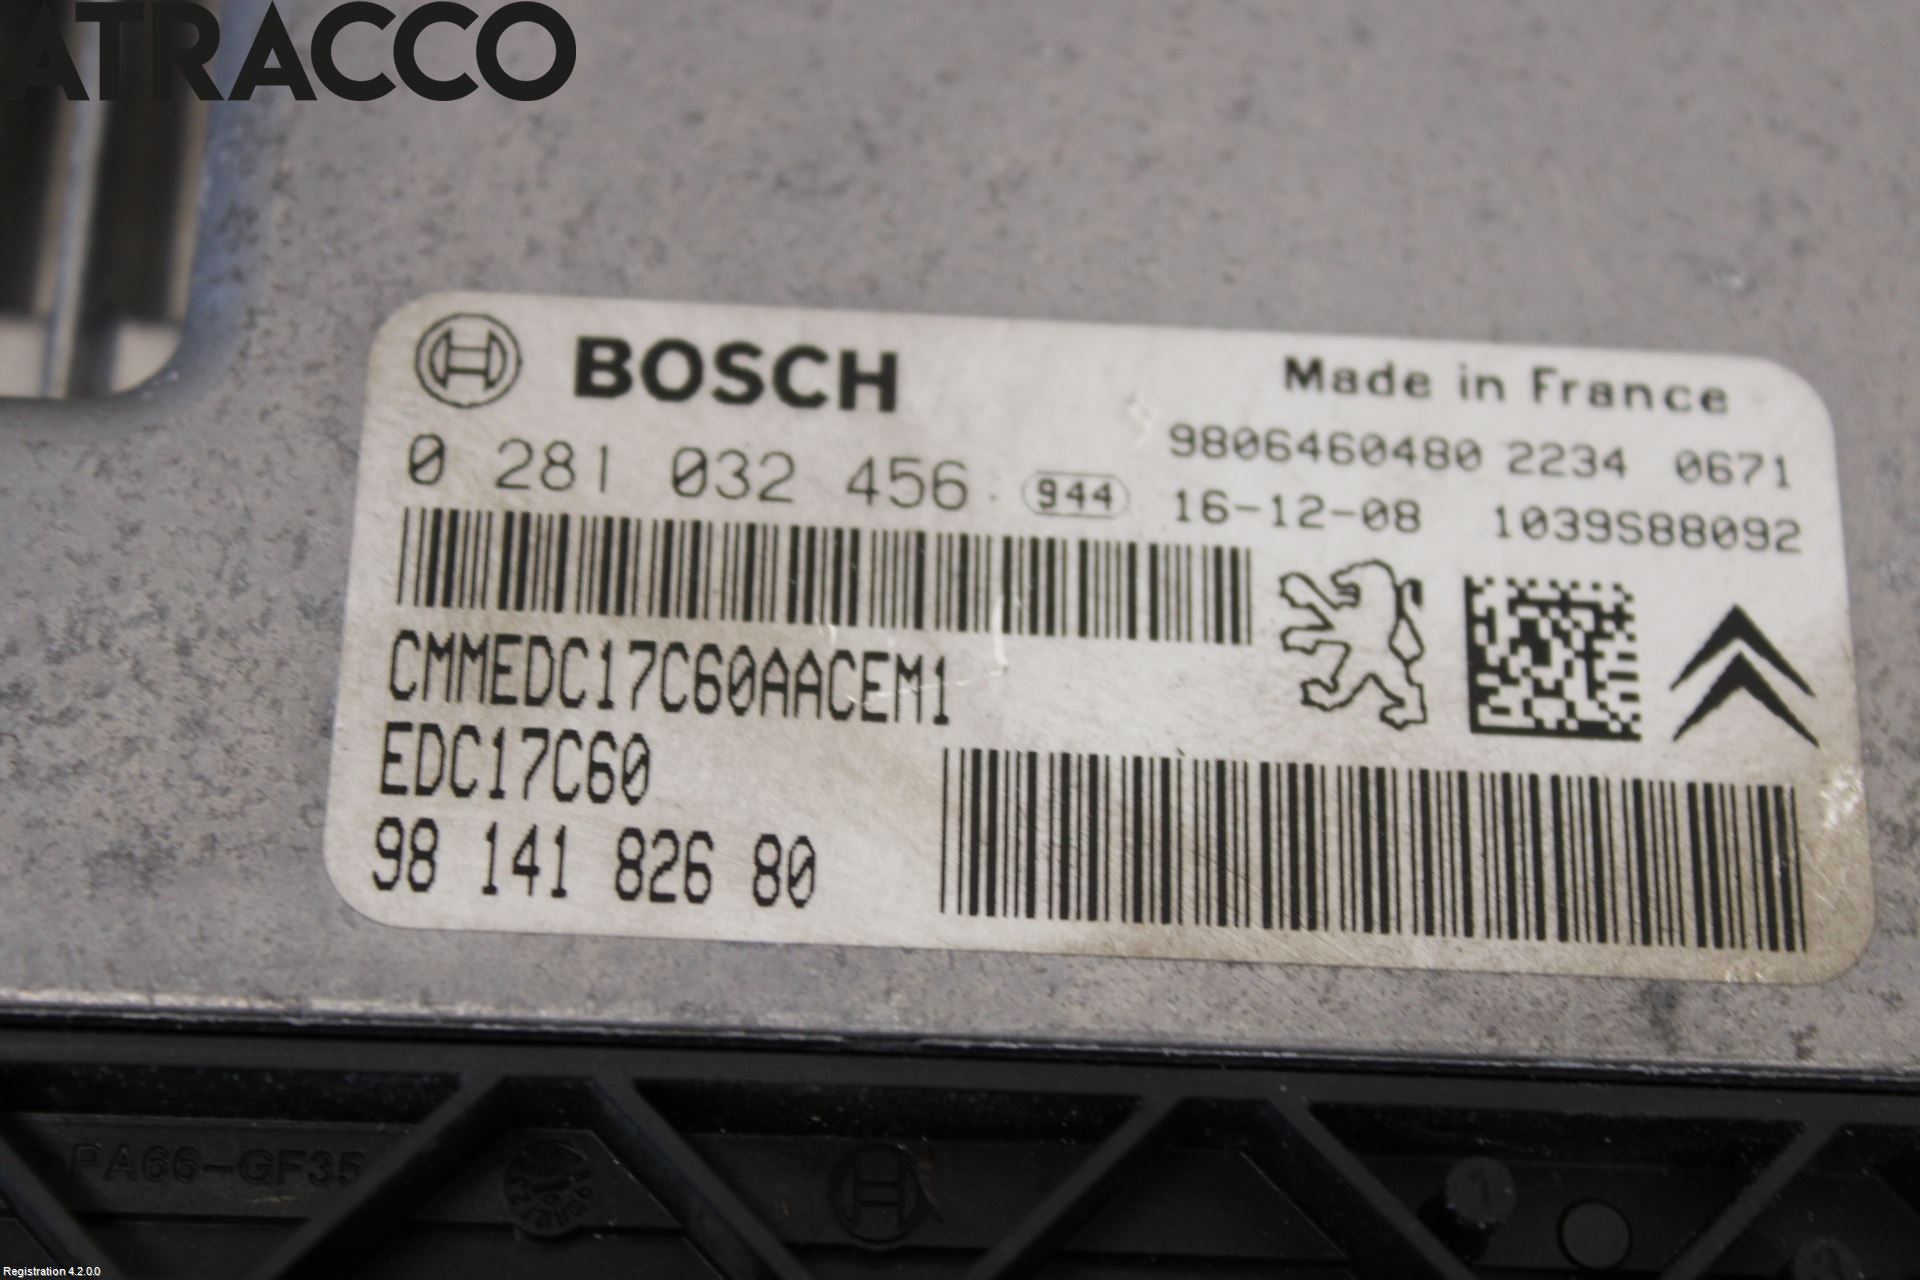 ATRACCO
BOSCH
Made in France
0 281 032 456
944
9806460480 2234 0671
16-12-08 1039S88092
CMMEDC17C60AACEM1
EDC17C60
98 141 826 80
PA66-GF35
Registration 4.2.0.0